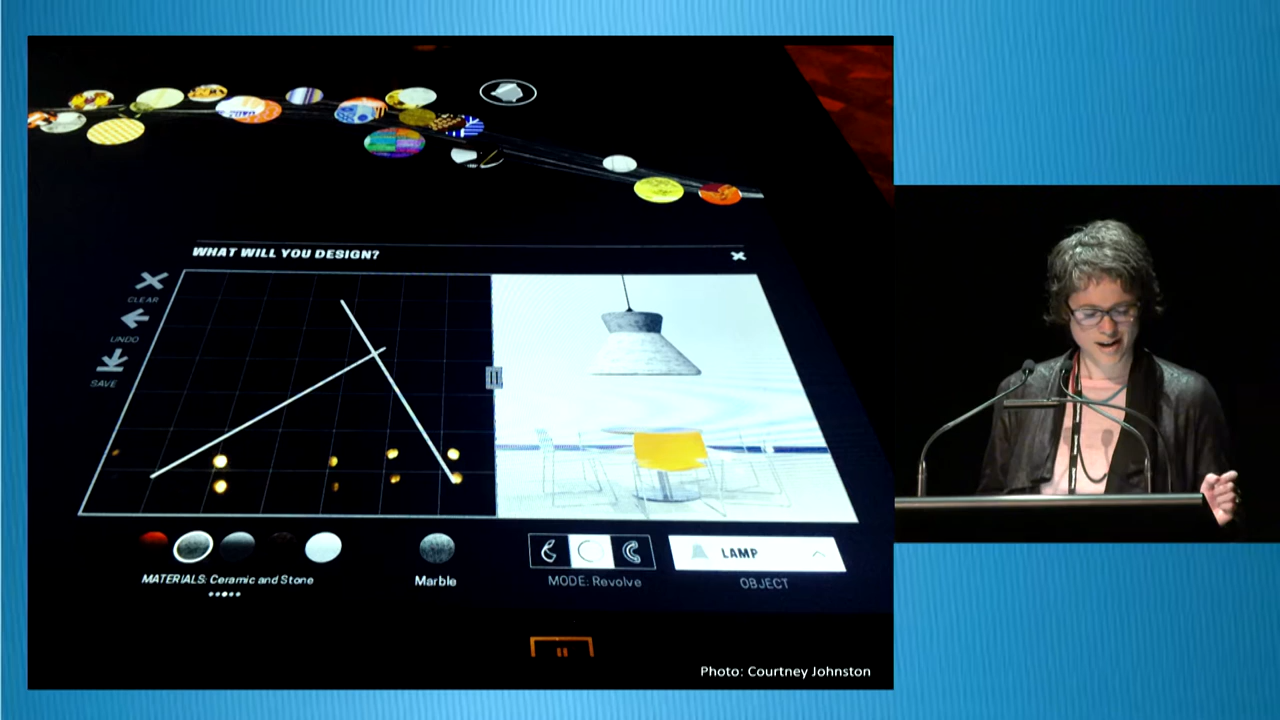 WHAT WILL YOU DESIGN?
CLEAR
UNDO
SAVE
MATERIALS: Ceramic and Stone
Marble
MODE: Revolve
LAMP
OBJECT
Photo: Courtney Johnston